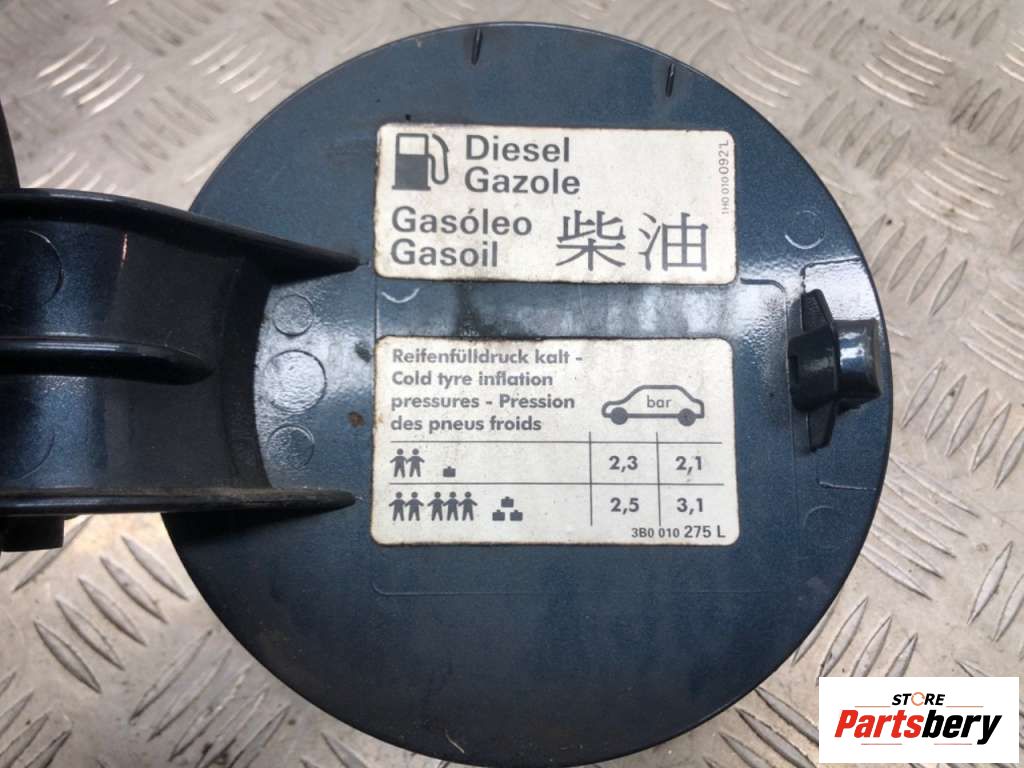 Diesel
Gazole
Gasóleo
Gasoil
柴油
1H0 010 092 L
Reifenfülldruck kalt -
Cold tyre inflation
pressures - Pression
des pneus froids
bar
2,3 2,1
2,5 3,1
3B0 010 275 L
STORE
Partsbery